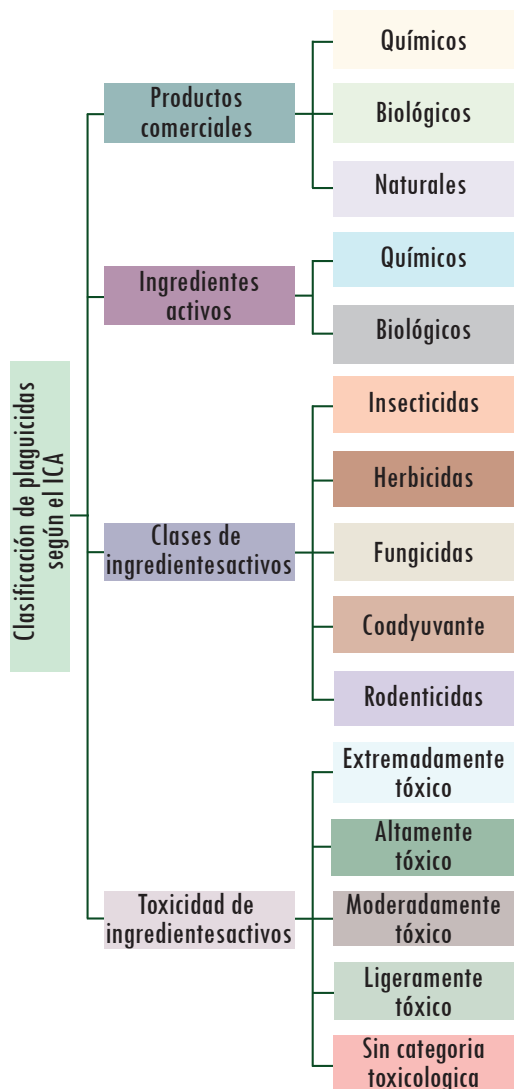 Clasificación de plaguicidas
según el ICA
Productos
comerciales
Químicos
Biológicos
Naturales
Ingredientes
activos
Químicos
Biológicos
Clases de
ingredientesactivos
Insecticidas
Herbicidas
Fungicidas
Coadyuvante
Rodenticidas
Toxicidad de
ingredientesactivos
Extremadamente
tóxico
Altamente
tóxico
Moderadamente
tóxico
Ligeramente
tóxico
Sin categoria
toxicologica